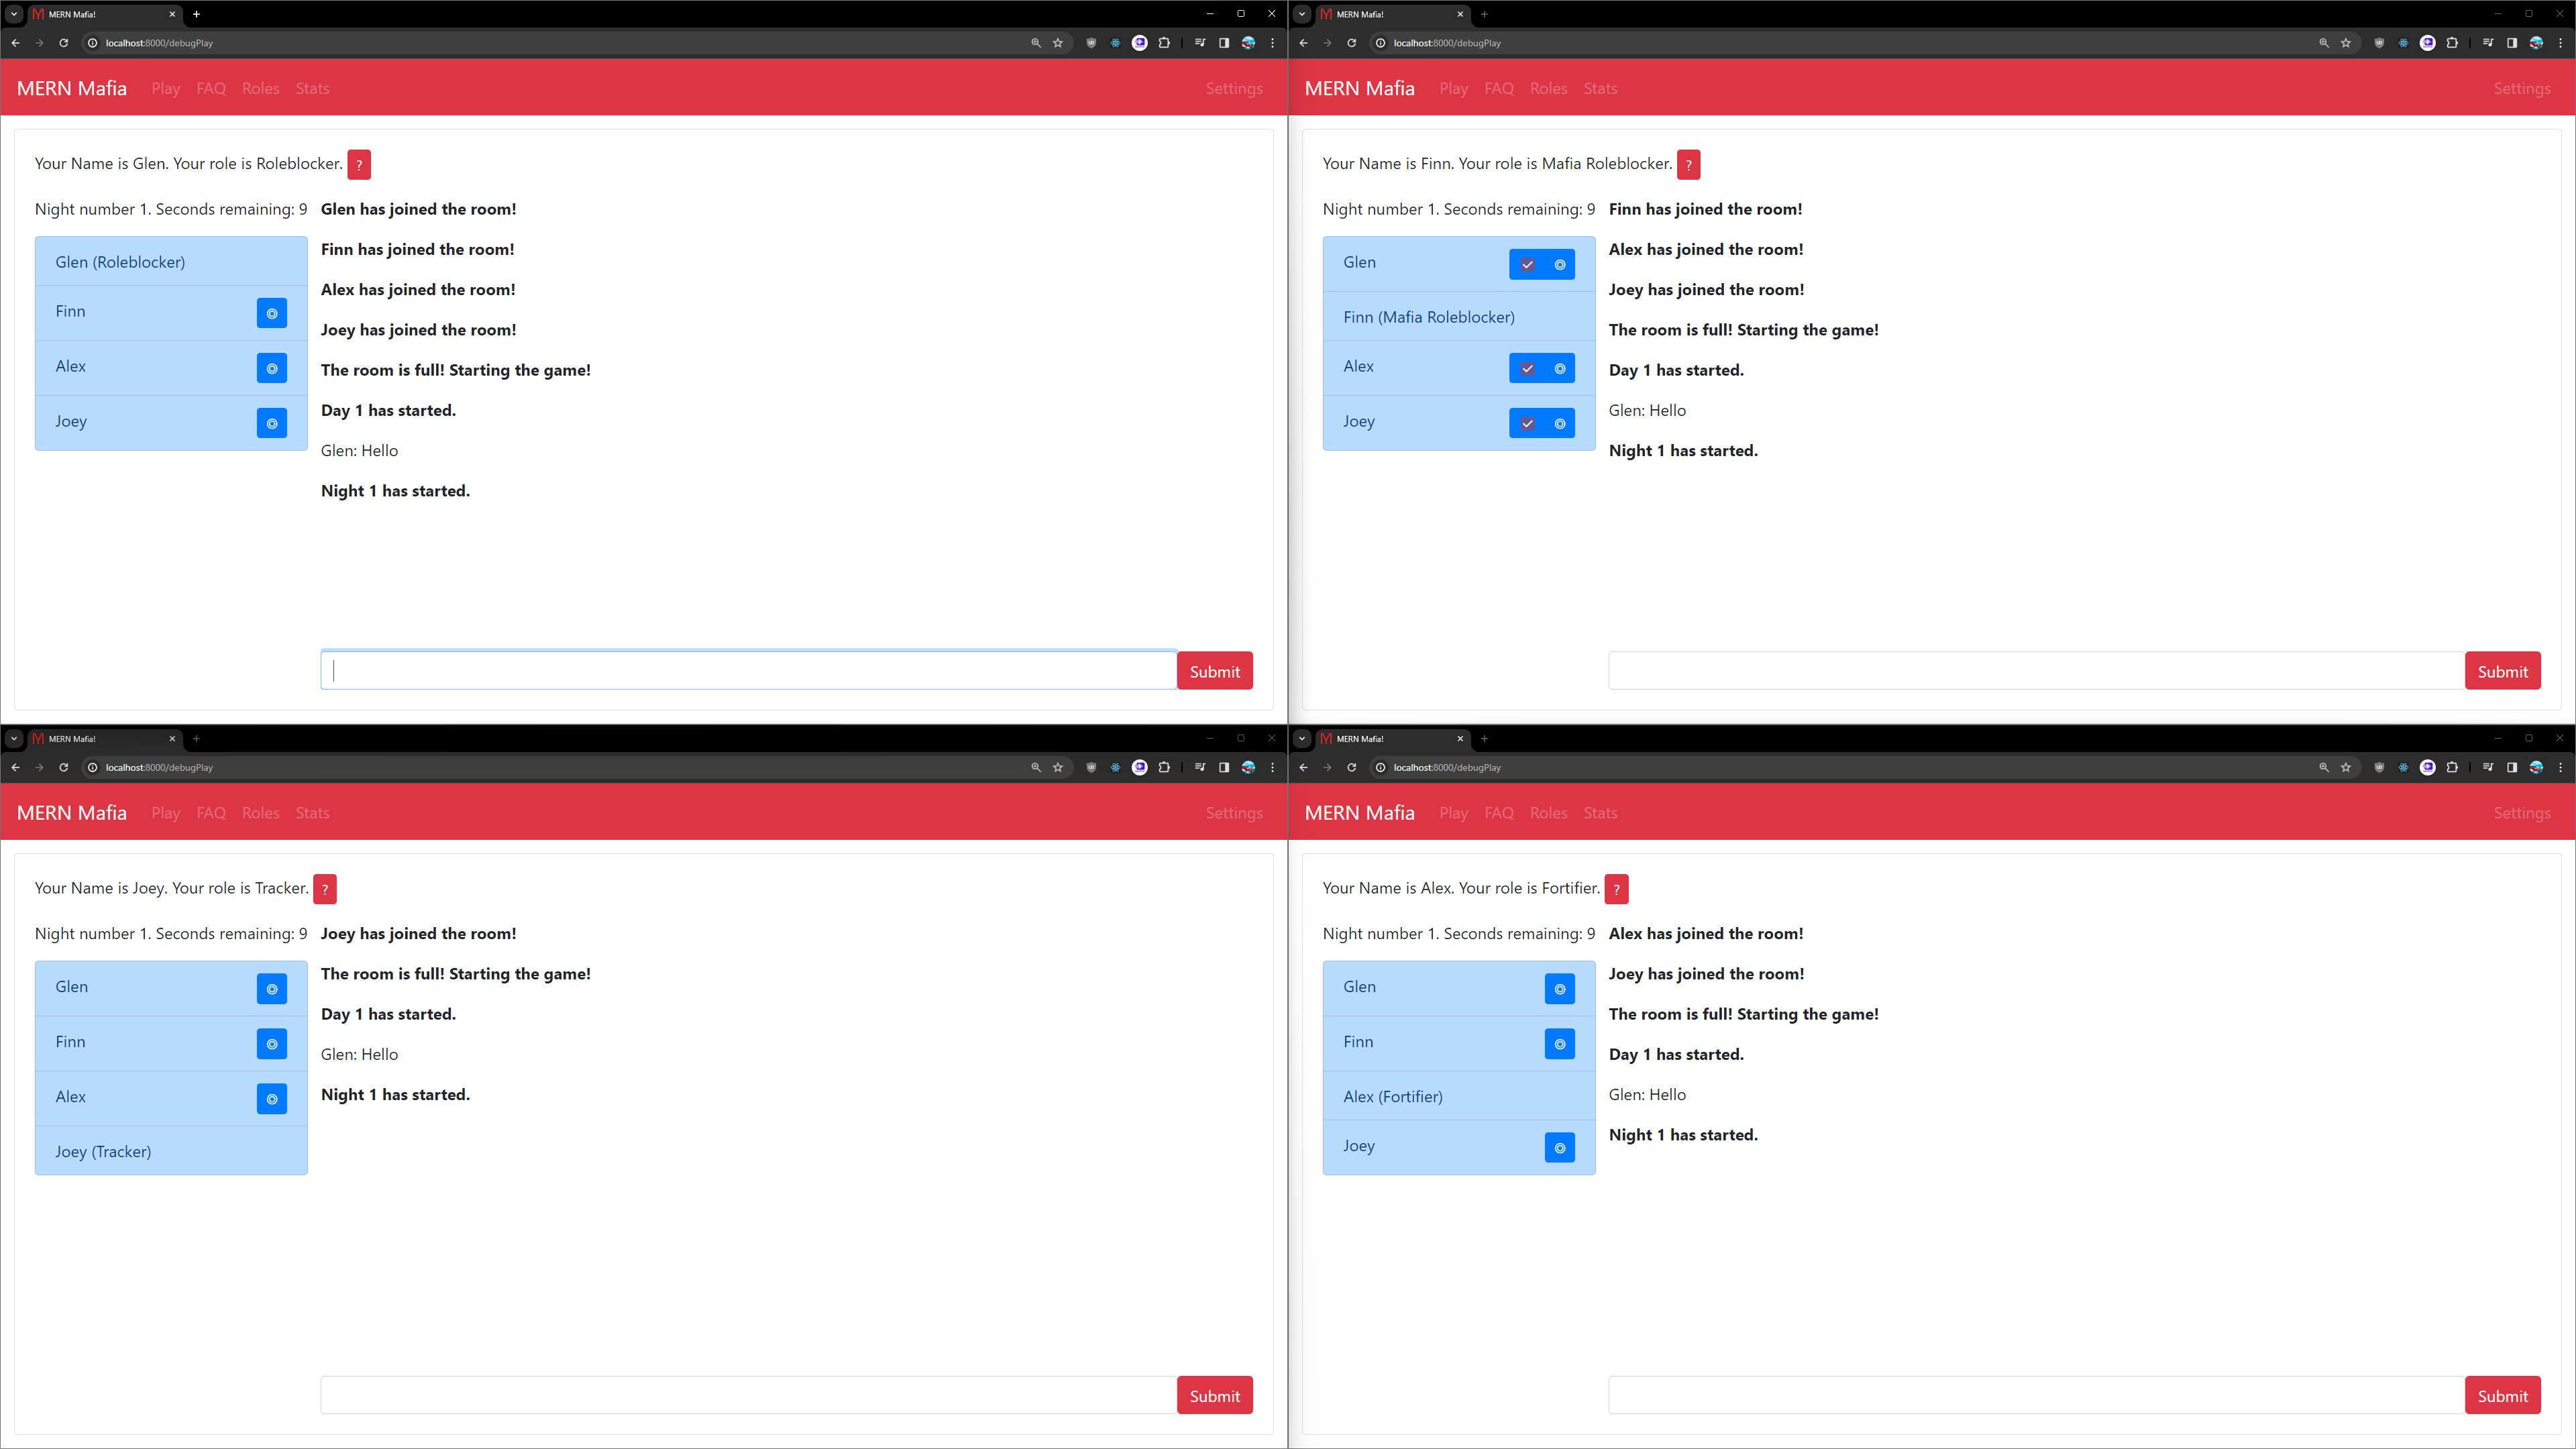 MERN Mafia!
localhost:8000/debugPlay
MERN Mafia Play FAQ Roles Stats Settings
Your Name is Glen. Your role is Roleblocker. ?
Night number 1. Seconds remaining: 9
Glen (Roleblocker)
Finn
Alex
Joey
Glen has joined the room!
Finn has joined the room!
Alex has joined the room!
Joey has joined the room!
The room is full! Starting the game!
Day 1 has started.
Glen: Hello
Night 1 has started.
Submit
MERN Mafia!
localhost:8000/debugPlay
MERN Mafia Play FAQ Roles Stats Settings
Your Name is Finn. Your role is Mafia Roleblocker. ?
Night number 1. Seconds remaining: 9
Glen
Finn (Mafia Roleblocker)
Alex
Joey
Finn has joined the room!
Alex has joined the room!
Joey has joined the room!
The room is full! Starting the game!
Day 1 has started.
Glen: Hello
Night 1 has started.
Submit
MERN Mafia!
localhost:8000/debugPlay
MERN Mafia Play FAQ Roles Stats Settings
Your Name is Joey. Your role is Tracker. ?
Night number 1. Seconds remaining: 9
Glen
Finn
Alex
Joey (Tracker)
Joey has joined the room!
The room is full! Starting the game!
Day 1 has started.
Glen: Hello
Night 1 has started.
Submit
MERN Mafia!
localhost:8000/debugPlay
MERN Mafia Play FAQ Roles Stats Settings
Your Name is Alex. Your role is Fortifier. ?
Night number 1. Seconds remaining: 9
Glen
Finn
Alex (Fortifier)
Joey
Alex has joined the room!
Joey has joined the room!
The room is full! Starting the game!
Day 1 has started.
Glen: Hello
Night 1 has started.
Submit